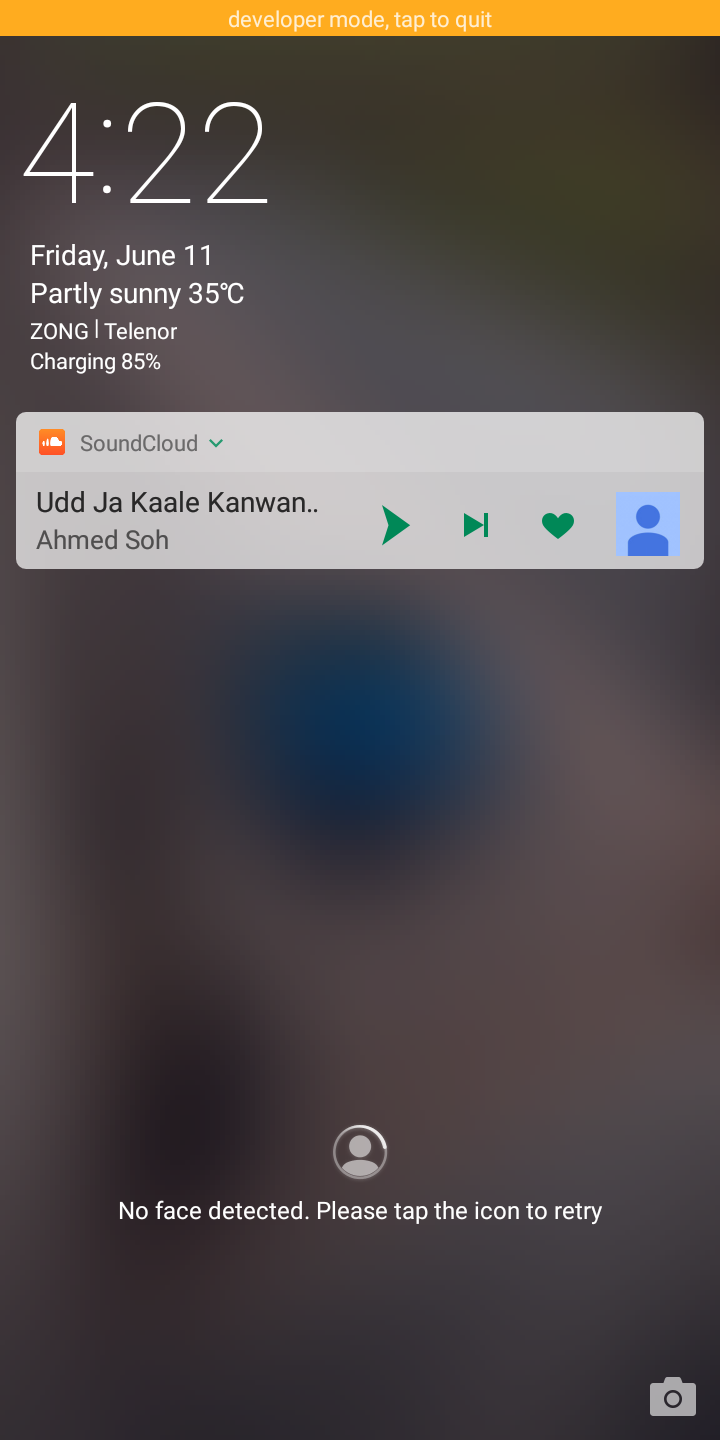 developer mode, tap to quit
4:22
Friday, June 11
Partly sunny 35℃
ZONG | Telenor
Charging 85%
SoundCloud
Udd Ja Kaale Kanwan..
Ahmed Soh
No face detected. Please tap the icon to retry